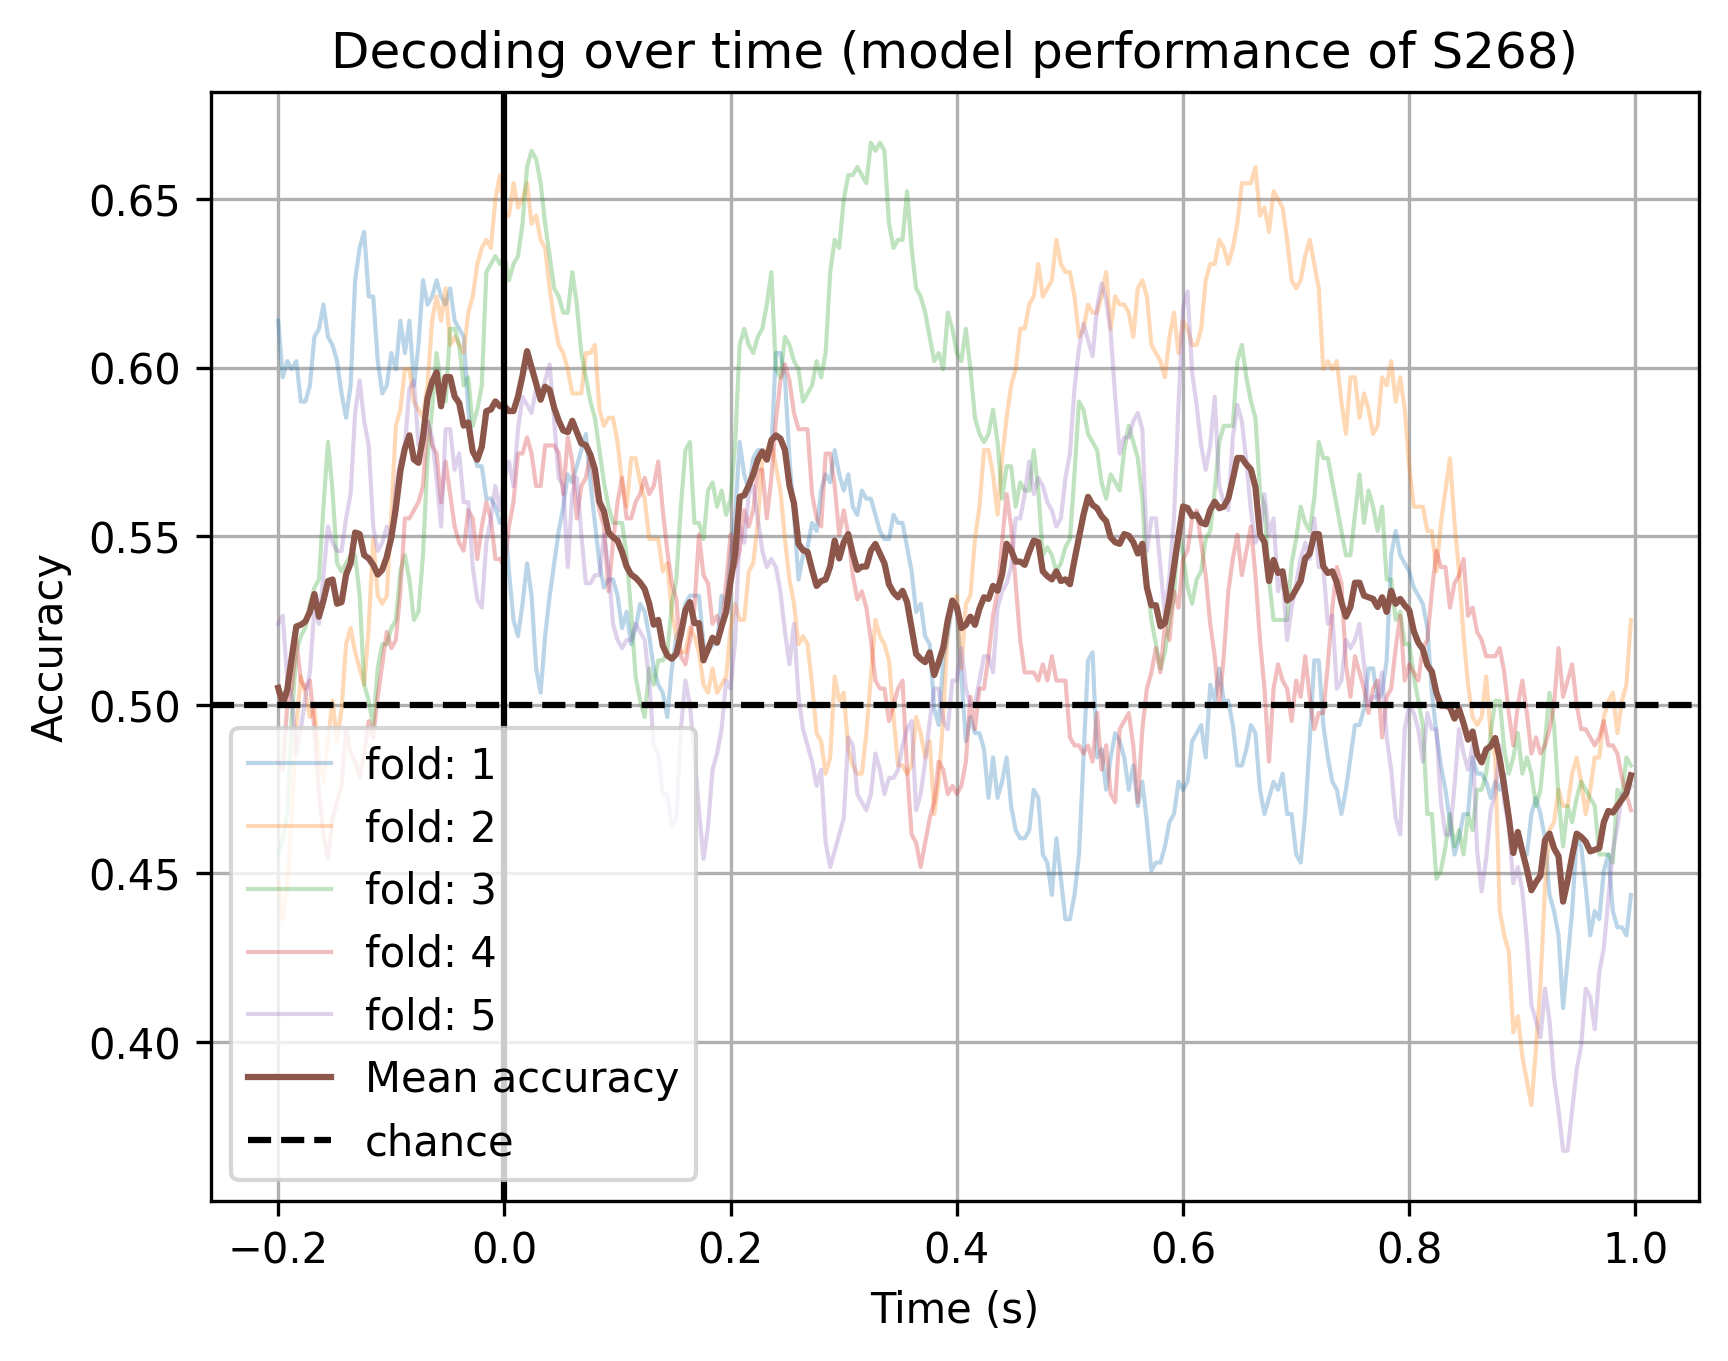 Decoding over time (model performance of S268)
Accuracy
0.65
0.60
0.55
0.50
0.45
0.40
fold: 1
fold: 2
fold: 3
fold: 4
fold: 5
Mean accuracy
chance
−0.2 0.0 0.2 0.4 0.6 0.8 1.0
Time (s)